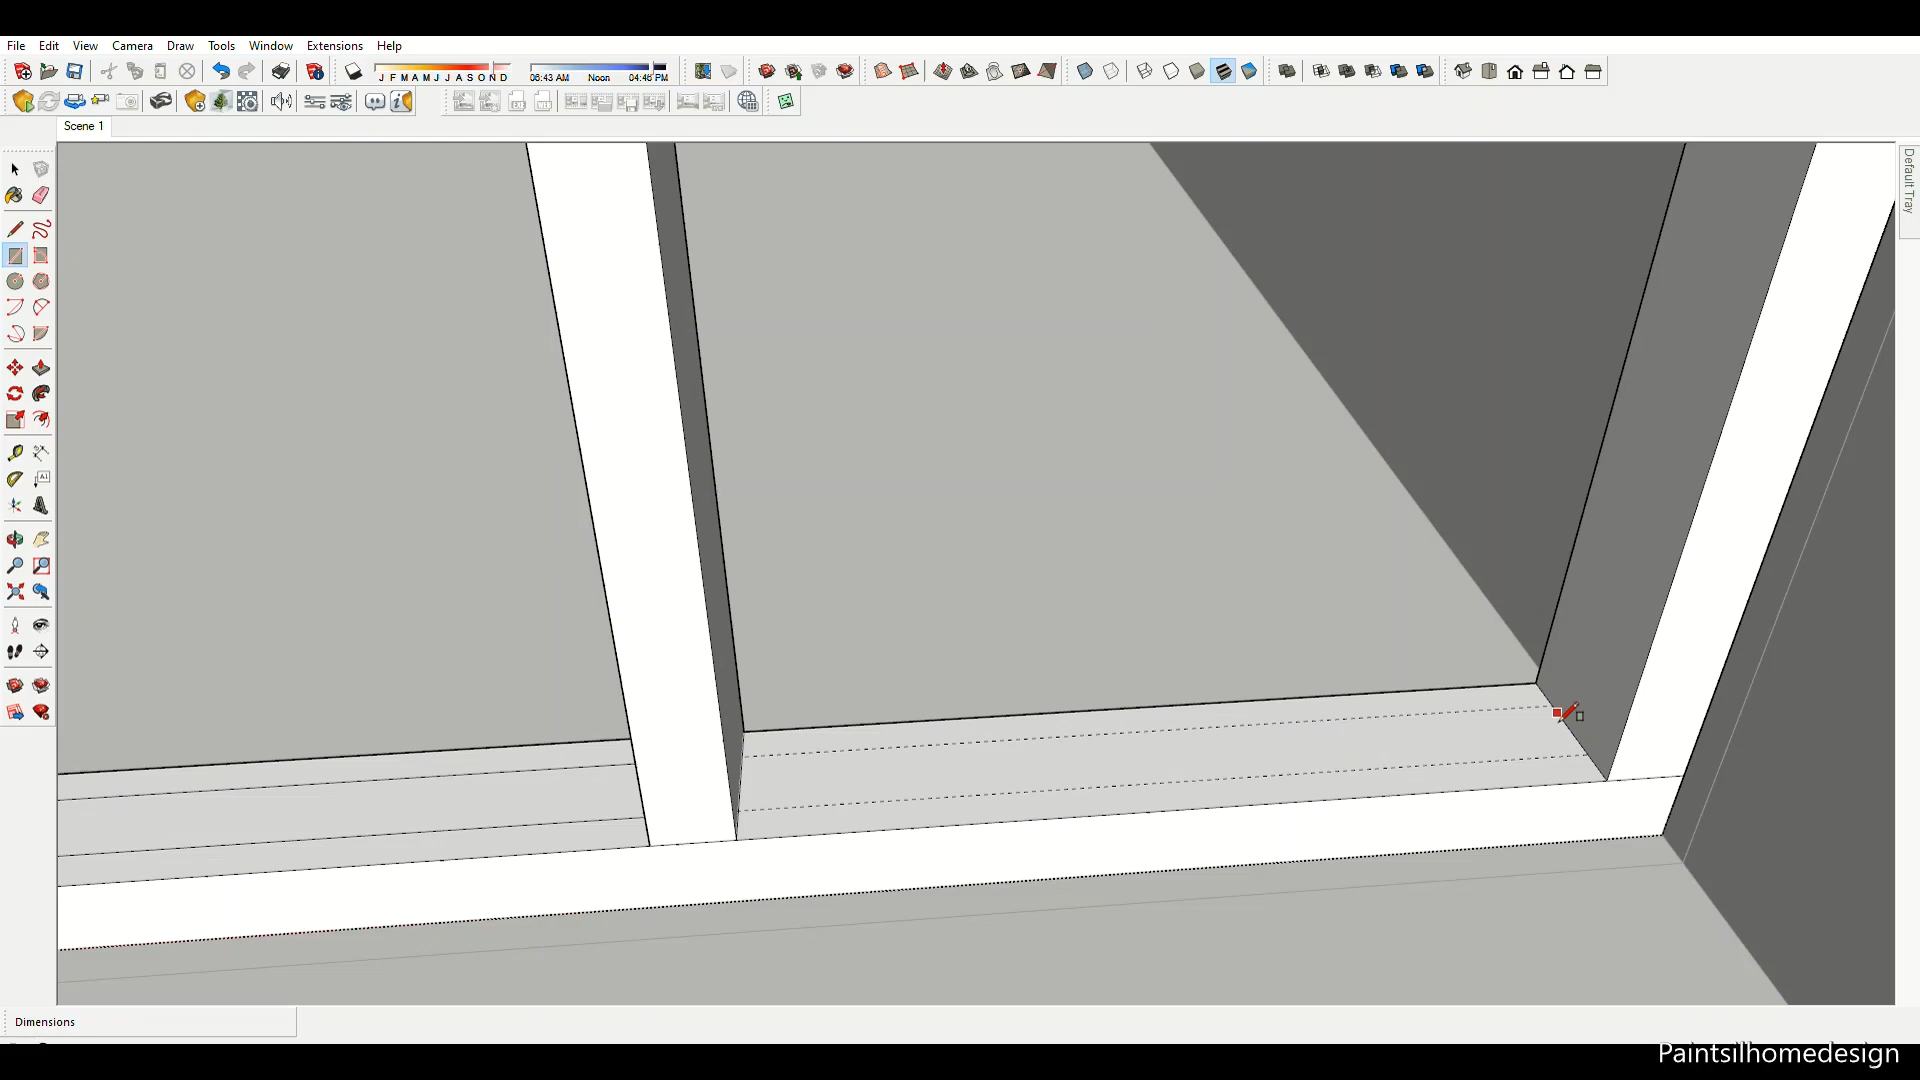 File Edit View Camera Draw Tools Window Extensions Help
J F M A M J J A S O N D 06:43 AM Noon 04:46 PM
Scene 1
Default Tray
Dimensions
Paintsilhomedesign